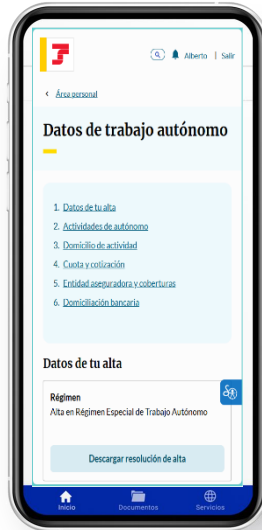 Alberto | Salir
< Área personal
Datos de trabajo autónomo
1. Datos de tu alta
2. Actividades de autónomo
3. Domicilio de actividad
4. Cuota y cotización
5. Entidad aseguradora y coberturas
6. Domiciliación bancaria
Datos de tu alta
Régimen
Alta en Régimen Especial de Trabajo Autónomo
Descargar resolución de alta
Inicio Documentos Servicios